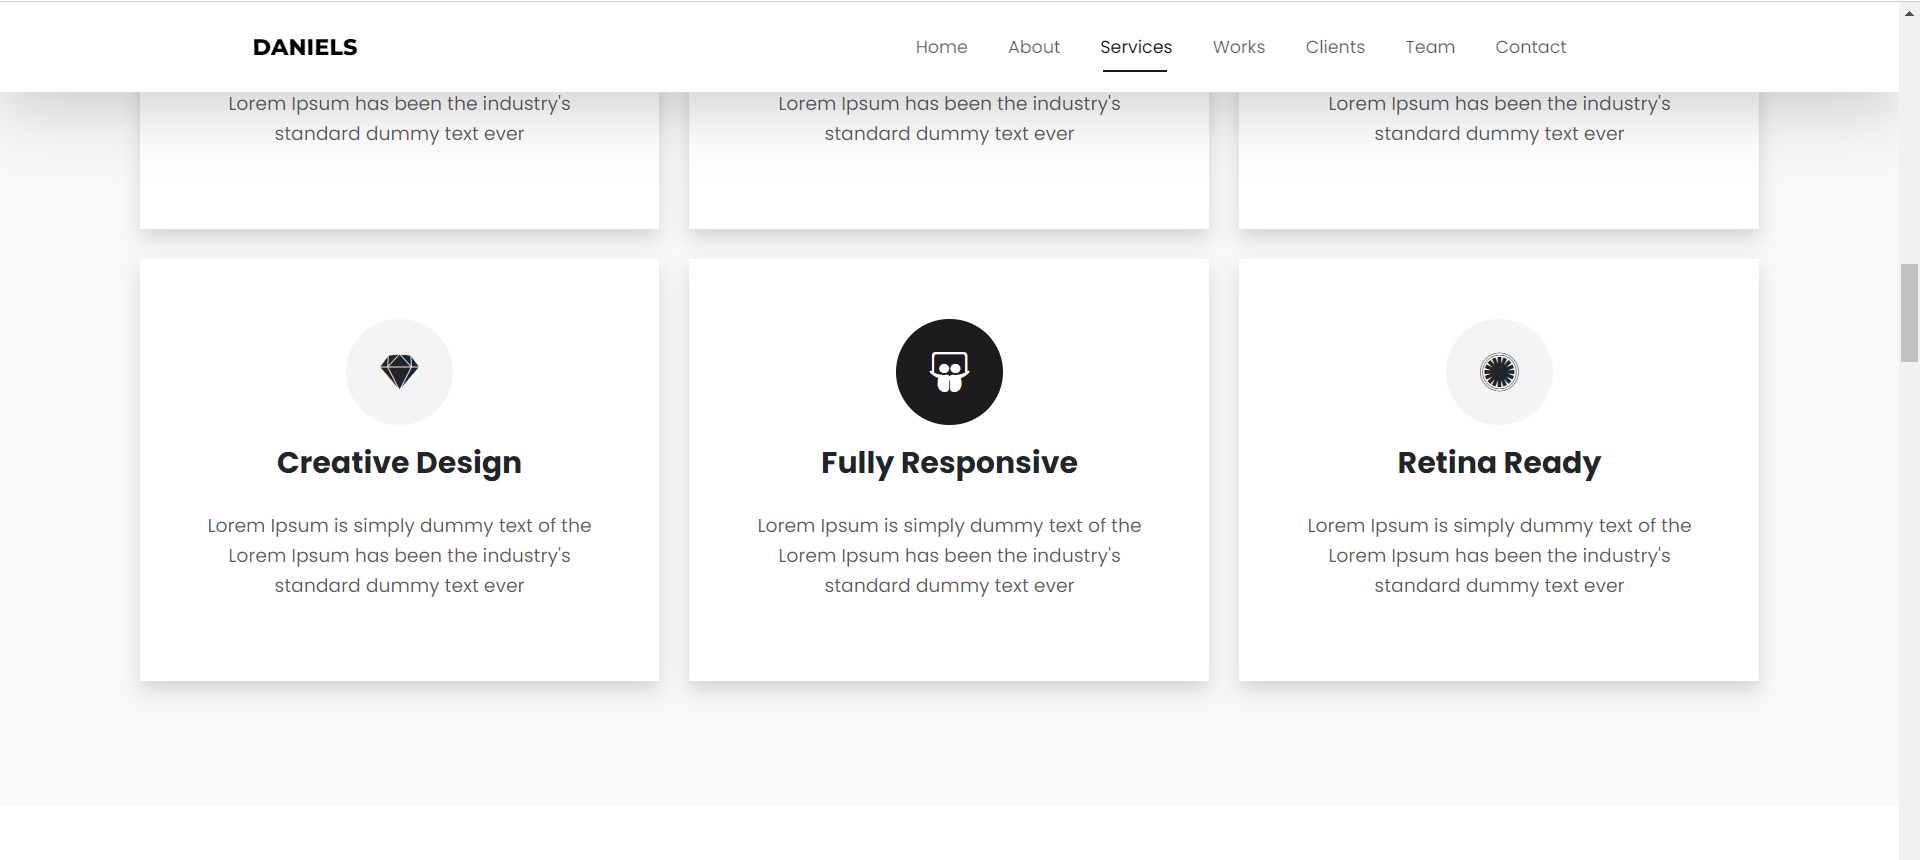 DANIELS
Home About Services Works Clients Team Contact
Lorem Ipsum has been the industry's
standard dummy text ever
Lorem Ipsum has been the industry's
standard dummy text ever
Lorem Ipsum has been the industry's
standard dummy text ever
Creative Design
Lorem Ipsum is simply dummy text of the
Lorem Ipsum has been the industry's
standard dummy text ever
Fully Responsive
Lorem Ipsum is simply dummy text of the
Lorem Ipsum has been the industry's
standard dummy text ever
Retina Ready
Lorem Ipsum is simply dummy text of the
Lorem Ipsum has been the industry's
standard dummy text ever